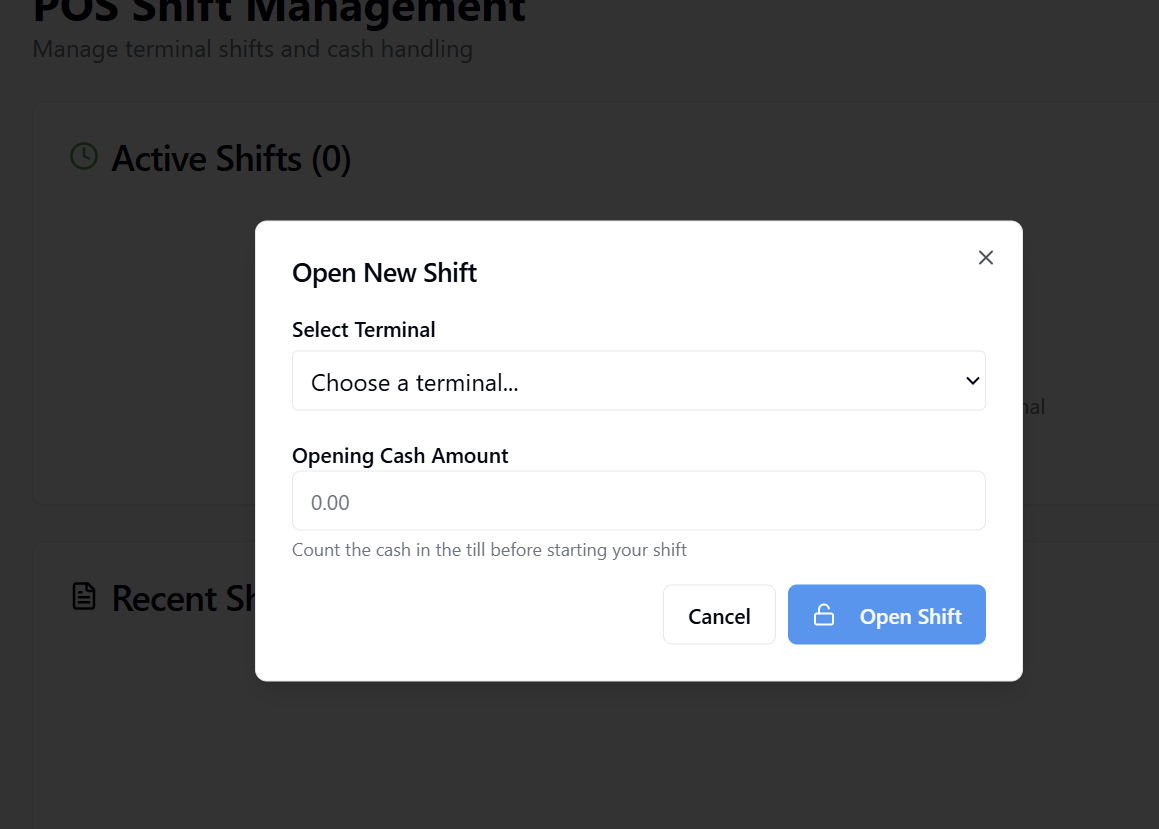 POS Shift Management
Manage terminal shifts and cash handling
Active Shifts (0)
Open New Shift
Select Terminal
Choose a terminal...
Opening Cash Amount
0.00
Count the cash in the till before starting your shift
Cancel
Open Shift
Recent